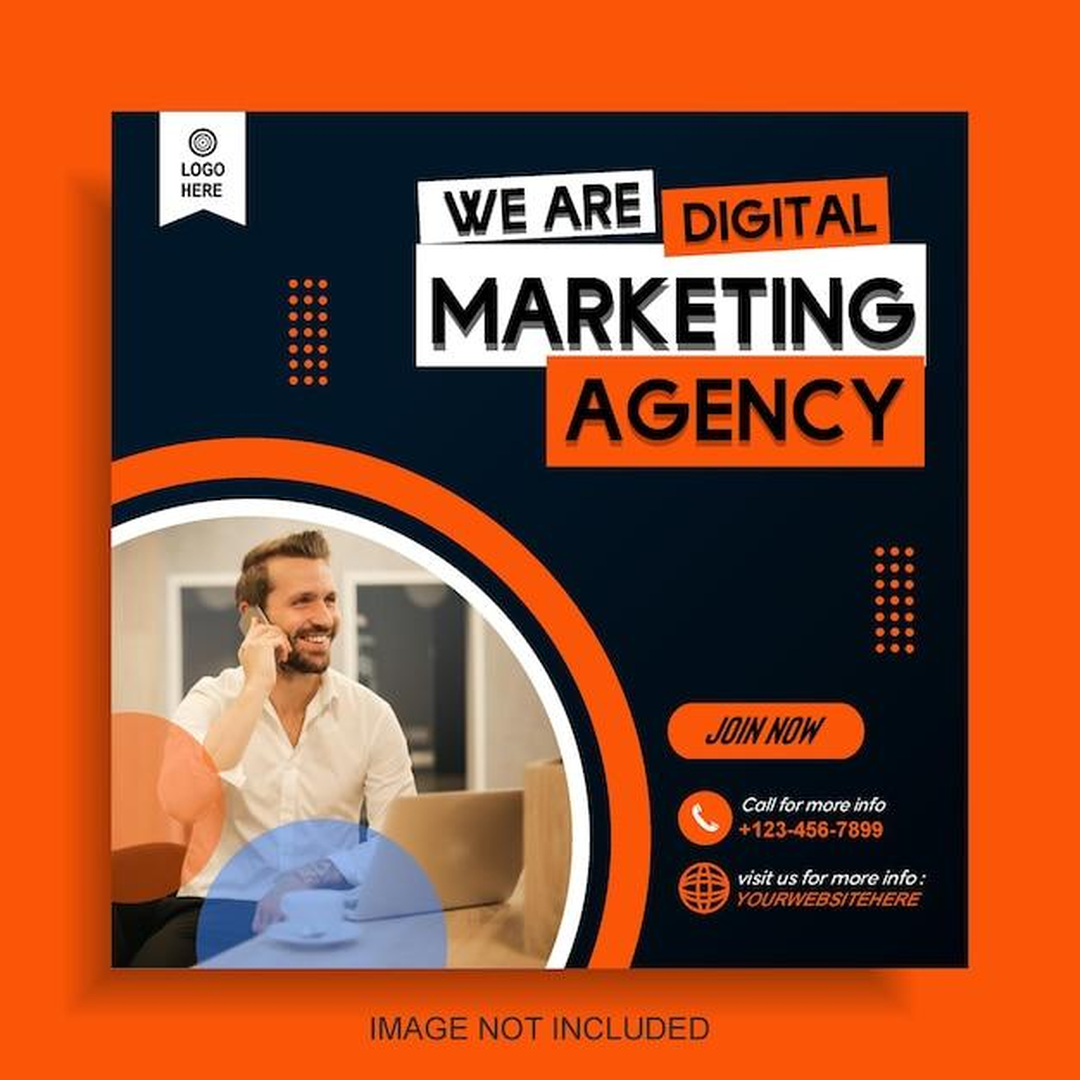 LOGO
HERE
WE ARE DIGITAL
MARKETING
AGENCY
JOIN NOW
Call for more info
+123-456-7899
visit us for more info :
YOURWEBSITEHERE
IMAGE NOT INCLUDED